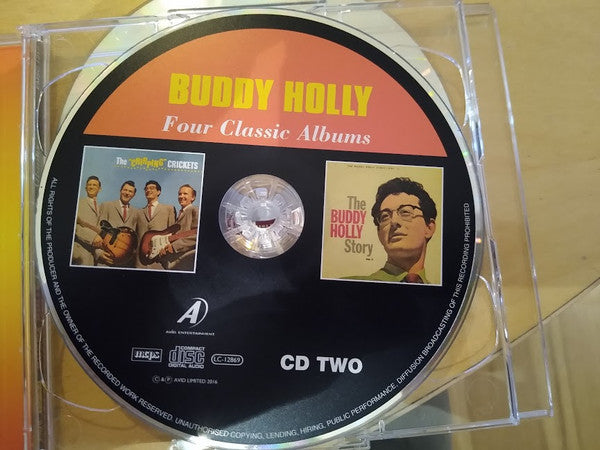 BUDDY HOLLY
Four Classic Albums
The "CHIRPING" CRICKETS
The
BUDDY
HOLLY
Story
A
AVID ENTERTAINMENT
mcps
COMPACT
disc
DIGITAL AUDIO
LC-12869
CD TWO
© & ℗ AVID LIMITED 2016
ALL RIGHTS OF THE PRODUCER AND THE OWNER OF THE RECORDED WORK RESERVED. UNAUTHORISED COPYING, LENDING, HIRING, PUBLIC PERFORMANCE, DIFFUSION BROADCASTING OF THIS RECORDING PROHIBITED